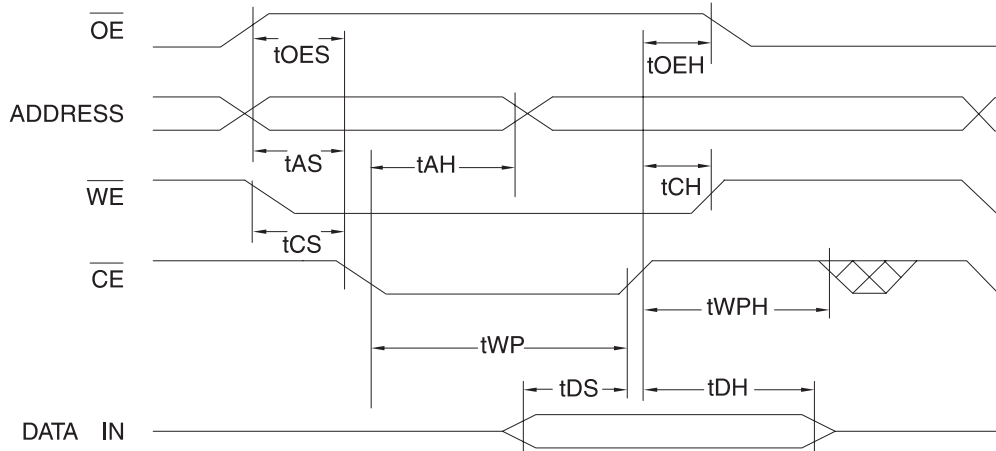 OE
tOES
tOEH
ADDRESS
tAS
tAH
tCH
WE
tCS
CE
tWPH
tWP
tDS
tDH
DATA IN